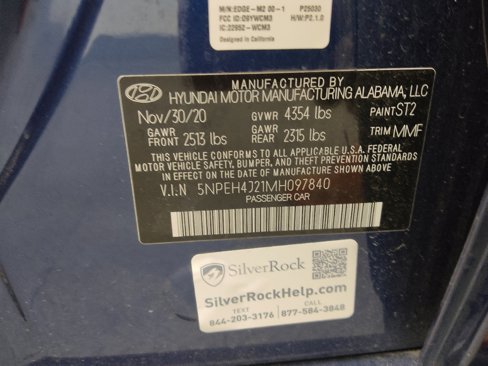 M/N:EDGE-M2 00-1 P25030
FCC ID:O9YWCM3 H/W:P2.1.0
IC:22952-WCM3
Designed in California
MANUFACTURED BY
HYUNDAI MOTOR MANUFACTURING ALABAMA, LLC
Nov/30/20 GVWR 4354 lbs PAINT ST2
GAWR FRONT 2513 lbs GAWR REAR 2315 lbs TRIM MMF
THIS VEHICLE CONFORMS TO ALL APPLICABLE U.S.A. FEDERAL
MOTOR VEHICLE SAFETY, BUMPER, AND THEFT PREVENTION STANDARDS
IN EFFECT ON THE DATE OF MANUFACTURE SHOWN ABOVE
V.I.N 5NPEH4J21MH097840
PASSENGER CAR
SilverRock
SilverRockHelp.com
TEXT CALL
844-203-3176 877-584-3848